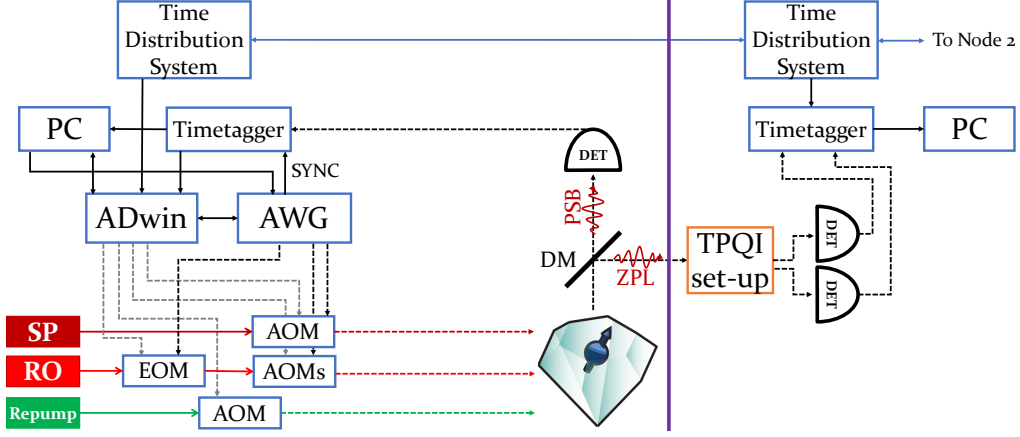 Time
Distribution
System
Time
Distribution
System
To Node 2
PC
Timetagger
Timetagger
PC
DET
SYNC
PSB
ADwin
AWG
DM
ZPL
TPQI
set-up
DET
DET
SP
AOM
RO
EOM
AOMs
Repump
AOM